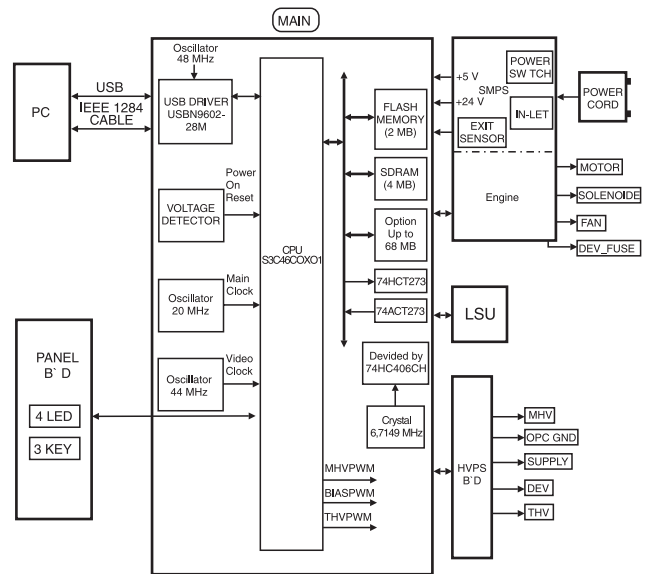 MAIN
Oscillator
48 MHz
USB DRIVER
USBN9602-
28M
PC
USB
IEEE 1284
CABLE
Power
On
Reset
VOLTAGE
DETECTOR
CPU
S3C46COXO1
Main
Clock
Oscillator
20 MHz
Video
Clock
Oscillator
44 MHz
PANEL
B`D
4 LED
3 KEY
FLASH
MEMORY
(2 MB)
SDRAM
(4 MB)
Option
Up to
68 MB
74HCT273
74ACT273
Devided by
74HC406CH
Crystal
6,7149 MHz
MHVPWM
BIASPWM
THVPWM
+5 V
SMPS
+24 V
POWER
SW TCH
IN-LET
EXIT
SENSOR
Engine
POWER
CORD
MOTOR
SOLENOIDE
FAN
DEV_FUSE
LSU
HVPS
B`D
MHV
OPC GND
SUPPLY
DEV
THV